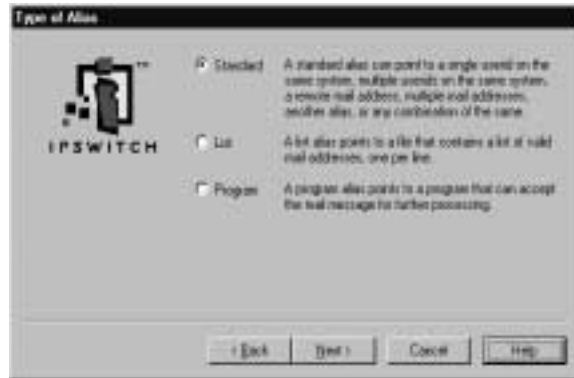 Type of Alias
Standard
A standard alias can point to a single userid on the
same system, multiple userids on the same system,
a remote mail address, multiple mail addresses,
another alias, or any combination of the same.
IPSWITCH
List
A list alias points to a file that contains a list of valid
mail addresses, one per line.
Program
A program alias points to a program that can accept
the mail message for further processing.
< Back
Next >
Cancel
Help